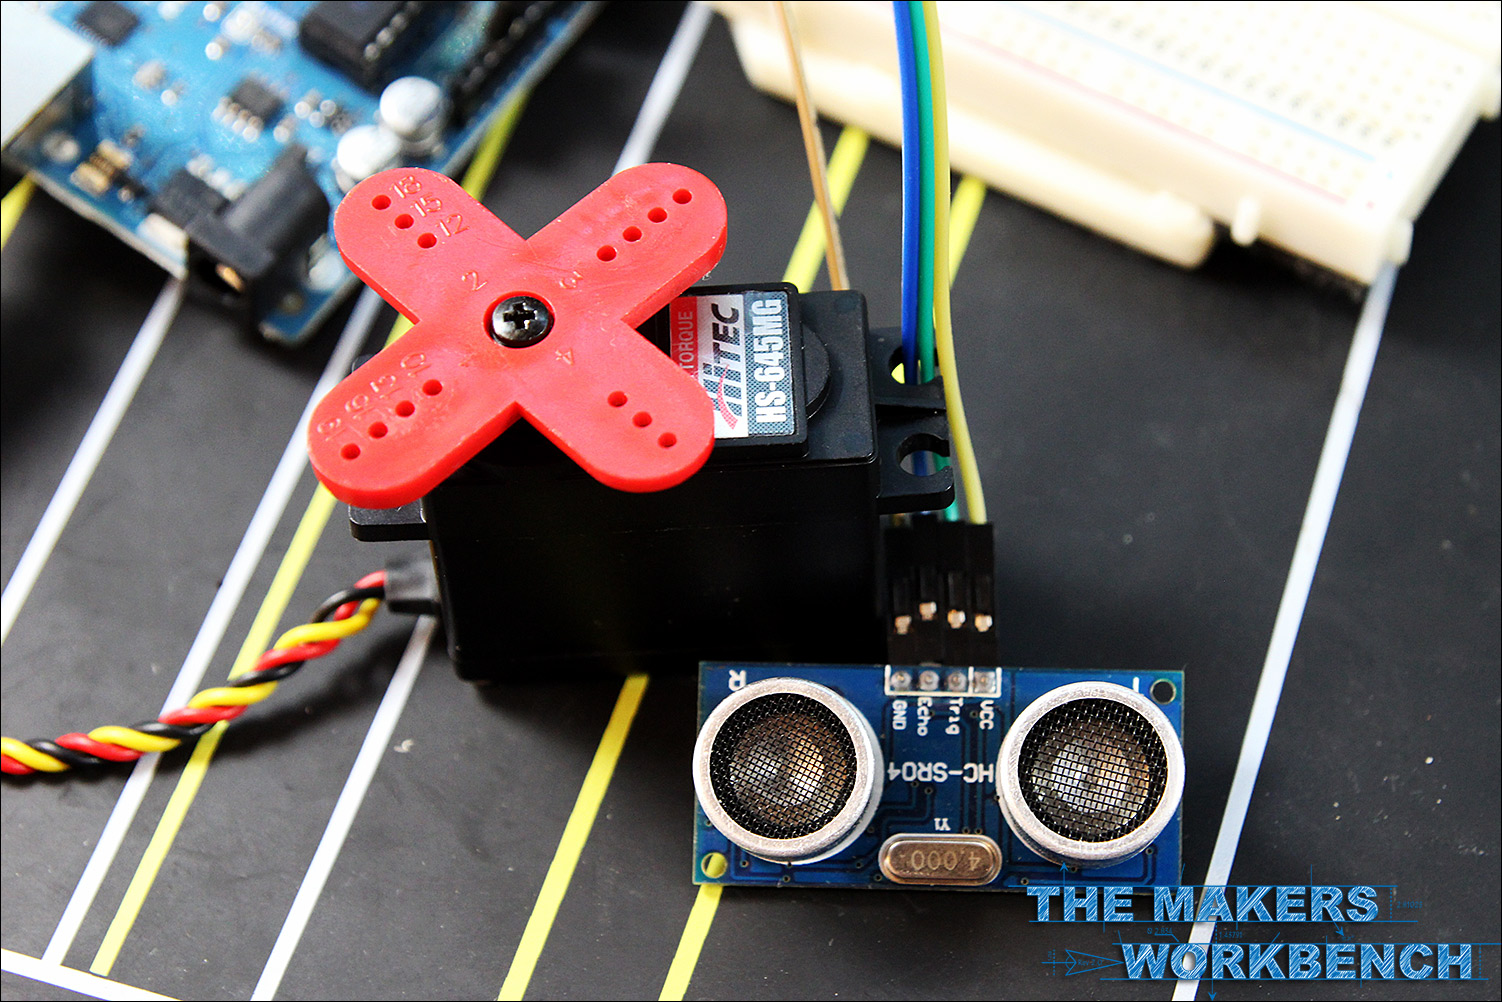 18
15
12
2
3
4
TORQUE
HITEC
HS-645MG
R
T
GND
Echo
Trig
VCC
HC-SR04
Y1
4.000
THE MAKERS
WORKBENCH